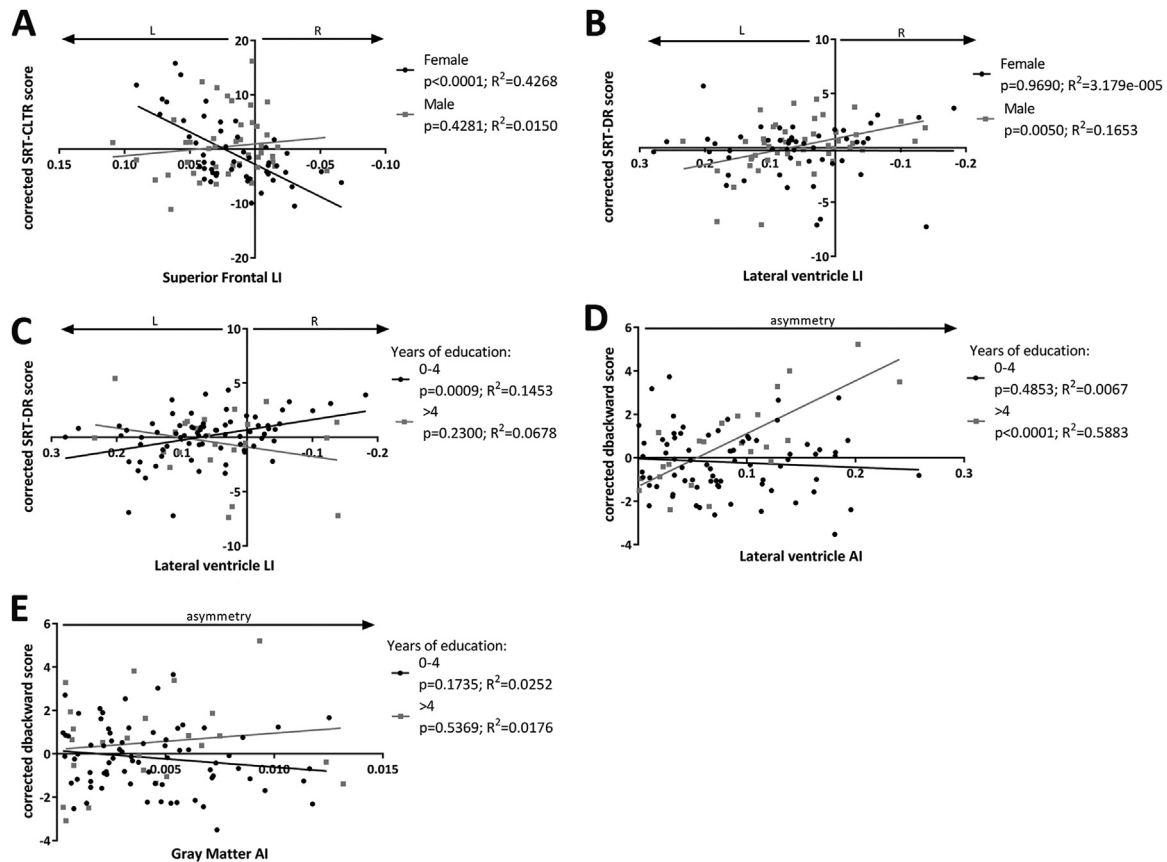 A
L
R
20
10
-10
-20
0.15
0.10
0.05
-0.05
-0.10
corrected SRT-CLTR score
Superior Frontal LI
Female
p<0.0001; R²=0.4268
Male
p=0.4281; R²=0.0150
B
L
R
10
5
-5
-10
0.3
0.2
0.1
-0.1
-0.2
corrected SRT-DR score
Lateral ventricle LI
Female
p=0.9690; R²=3.179e-005
Male
p=0.0050; R²=0.1653
C
L
R
10
5
-5
-10
0.3
0.2
0.1
-0.1
-0.2
corrected SRT-DR score
Lateral ventricle LI
Years of education:
0-4
p=0.0009; R²=0.1453
>4
p=0.2300; R²=0.0678
D
asymmetry
6
4
2
0
-2
-4
0.1
0.2
0.3
corrected dbackward score
Lateral ventricle AI
Years of education:
0-4
p=0.4853; R²=0.0067
>4
p<0.0001; R²=0.5883
E
asymmetry
6
4
2
0
-2
-4
0.005
0.010
0.015
corrected dbackward score
Gray Matter AI
Years of education:
0-4
p=0.1735; R²=0.0252
>4
p=0.5369; R²=0.0176